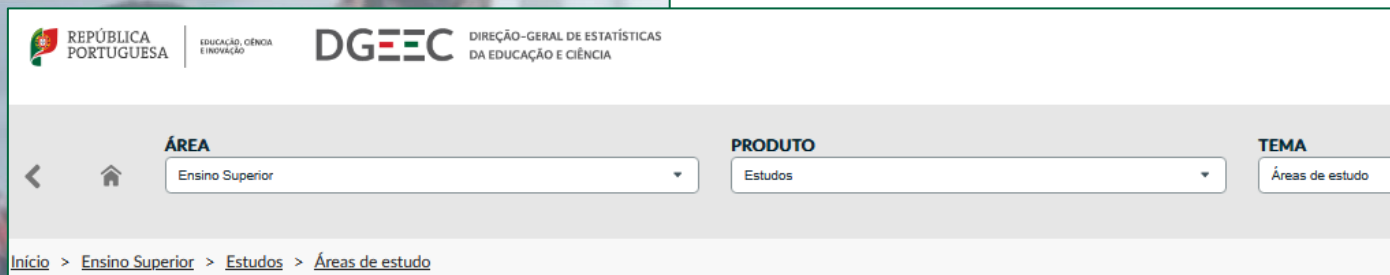 REPÚBLICA
PORTUGUESA
EDUCAÇÃO, CIÊNCIA
E INOVAÇÃO
DGEEC
DIREÇÃO-GERAL DE ESTATÍSTICAS
DA EDUCAÇÃO E CIÊNCIA
ÁREA
PRODUTO
TEMA
Ensino Superior
Estudos
Áreas de estudo
Início > Ensino Superior > Estudos > Áreas de estudo